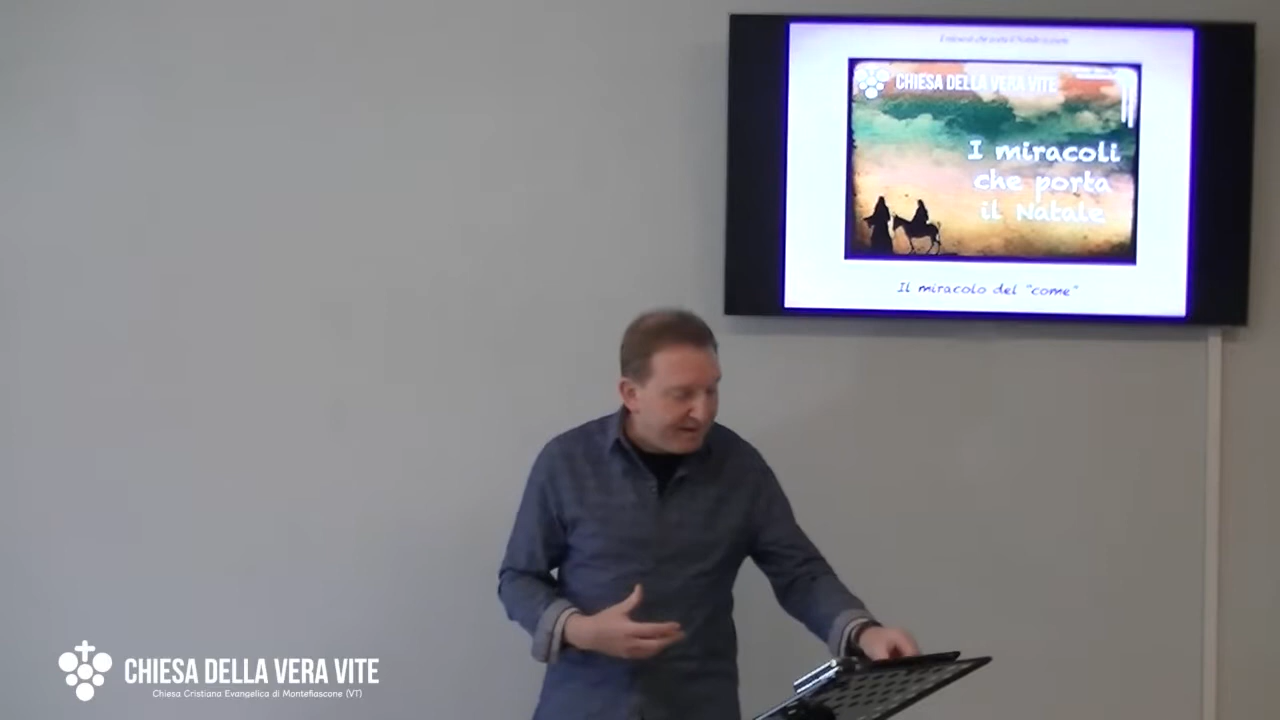 CHIESA DELLA VERA VITE
I miracoli
che porta
il Natale
Il miracolo del "come"
CHIESA DELLA VERA VITE
Chiesa Cristiana Evangelica di Montefiascone (VT)